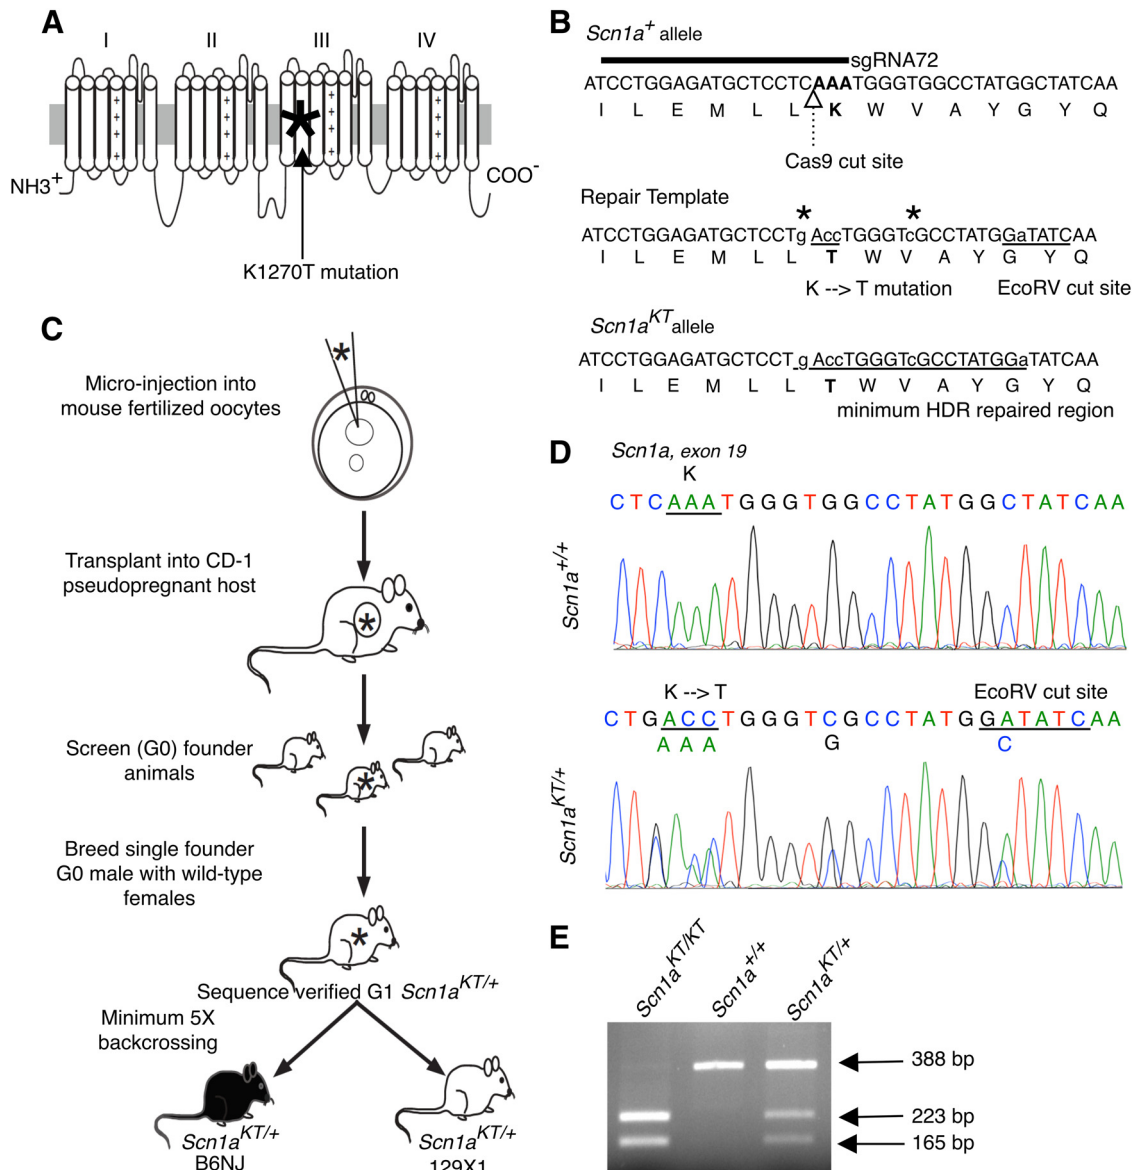 A
I II III IV
+ + +
+ + +
+ + +
+ + +
*
NH3+
COO-
K1270T mutation
B
Scn1a+ allele
sgRNA72
ATCCTGGAGATGCTCCTCAAATGGGTGGCCTATGGCTATCAA
I L E M L L K W V A Y G Y Q
Cas9 cut site
Repair Template
* *
ATCCTGGAGATGCTCCTg AccTGGGTcGCCTATGGaTATCAA
I L E M L L T W V A Y G Y Q
K --> T mutation EcoRV cut site
Scn1aKT allele
ATCCTGGAGATGCTCCT gAccTGGGTcGCCTATGGaTATCAA
I L E M L L T W V A Y G Y Q
minimum HDR repaired region
C
*
Micro-injection into
mouse fertilized oocytes
Transplant into CD-1
pseudopregnant host
*
Screen (G0) founder
animals
*
Breed single founder
G0 male with wild-type
females
*
Sequence verified G1 Scn1aKT/+
Minimum 5X
backcrossing
Scn1aKT/+
B6NJ
Scn1aKT/+
129X1
D
Scn1a, exon 19
K
CTCAAATGGGTGGCCTATGGCTATCAA
Scn1a+/+
K --> T EcoRV cut site
CTGACCTGGGTCGCCTATGGATATCAA
AAA G C
Scn1aKT/+
E
Scn1aKT/KT
Scn1a+/+
Scn1aKT/+
388 bp
223 bp
165 bp